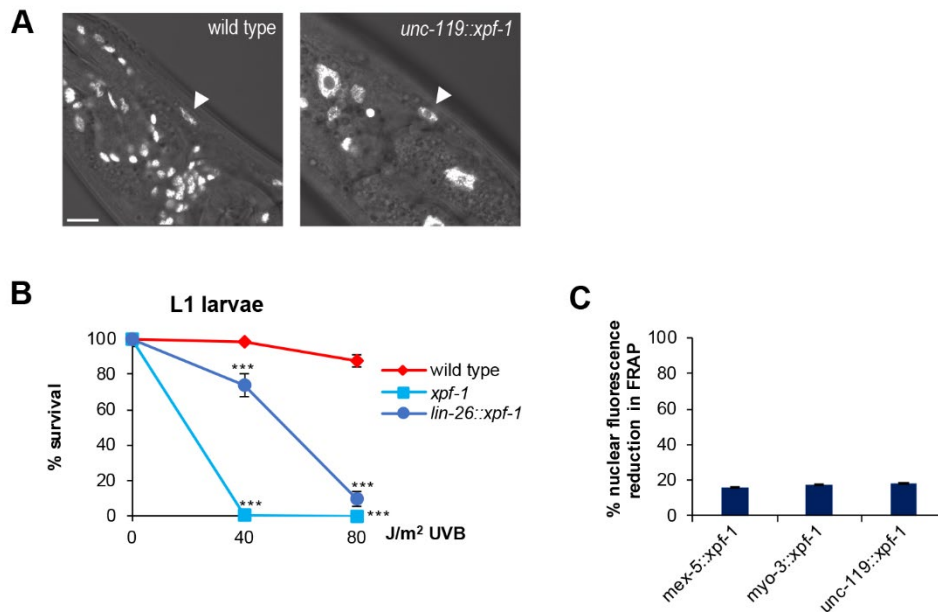 A
wild type
unc-119::xpf-1
B
L1 larvae
% survival
100
80
60
40
20
0
0
40
80
J/m² UVB
***
***
***
***
wild type
xpf-1
lin-26::xpf-1
C
% nuclear fluorescence
reduction in FRAP
100
80
60
40
20
0
mex-5::xpf-1
myo-3::xpf-1
unc-119::xpf-1